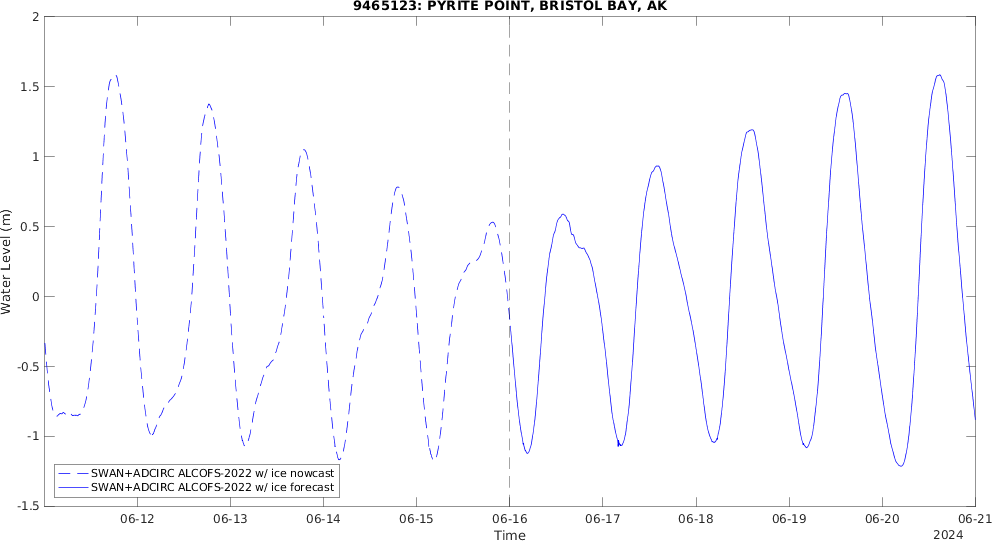 9465123: PYRITE POINT, BRISTOL BAY, AK
2
1.5
1
0.5
0
-0.5
-1
-1.5
Water Level (m)
SWAN+ADCIRC ALCOFS-2022 w/ ice nowcast
SWAN+ADCIRC ALCOFS-2022 w/ ice forecast
06-12 06-13 06-14 06-15 06-16 06-17 06-18 06-19 06-20 06-21
Time
2024